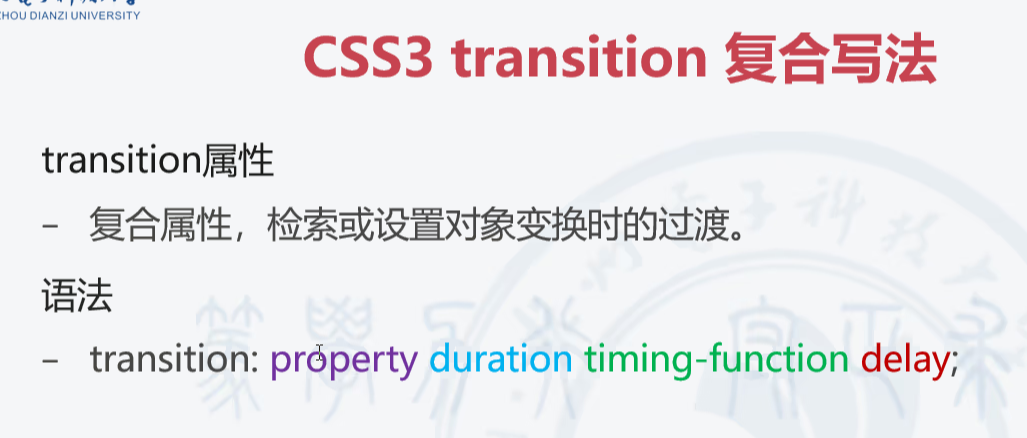 ZHOU DIANZI UNIVERSITY
CSS3 transition 复合写法
transition属性
– 复合属性，检索或设置对象变换时的过渡。
语法
– transition: property duration timing-function delay;